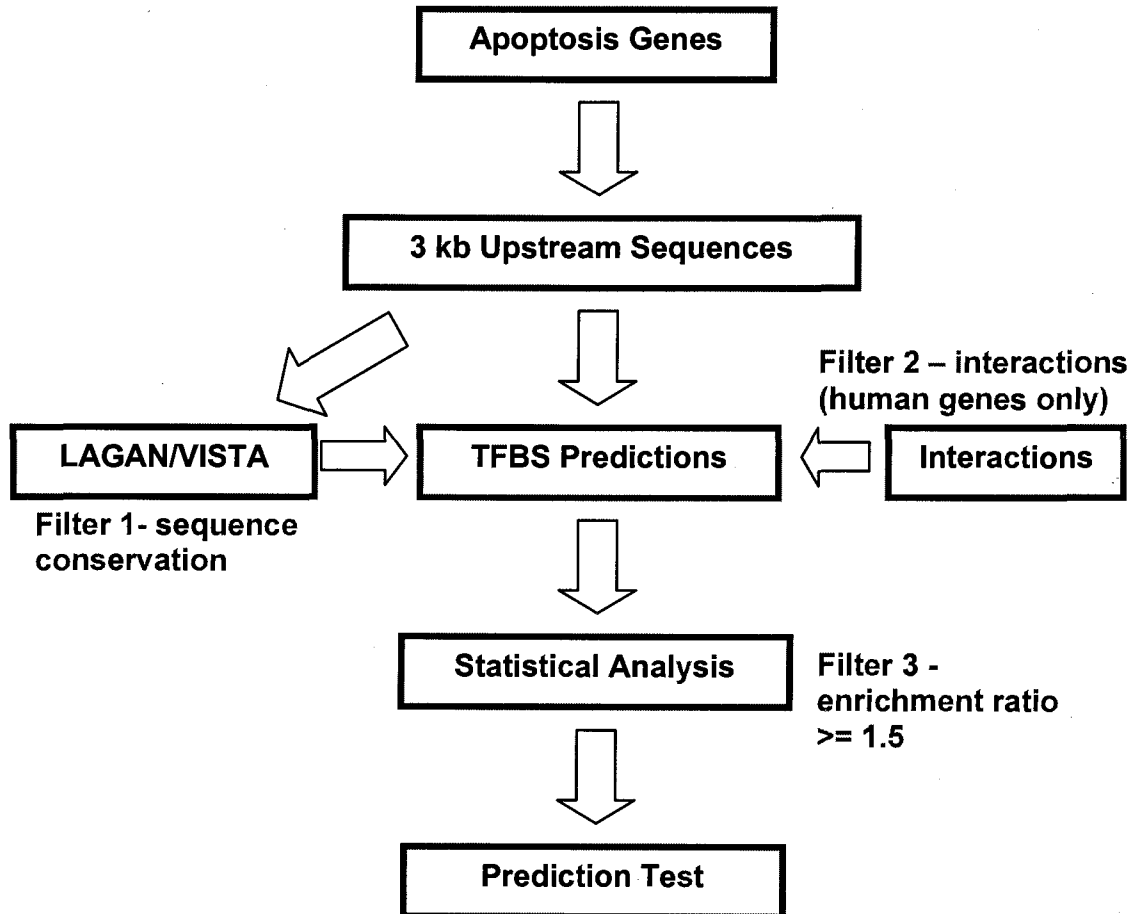 Apoptosis Genes
3 kb Upstream Sequences
Filter 2 – interactions
(human genes only)
LAGAN/VISTA
TFBS Predictions
Interactions
Filter 1- sequence
conservation
Statistical Analysis
Filter 3 -
enrichment ratio
>= 1.5
Prediction Test